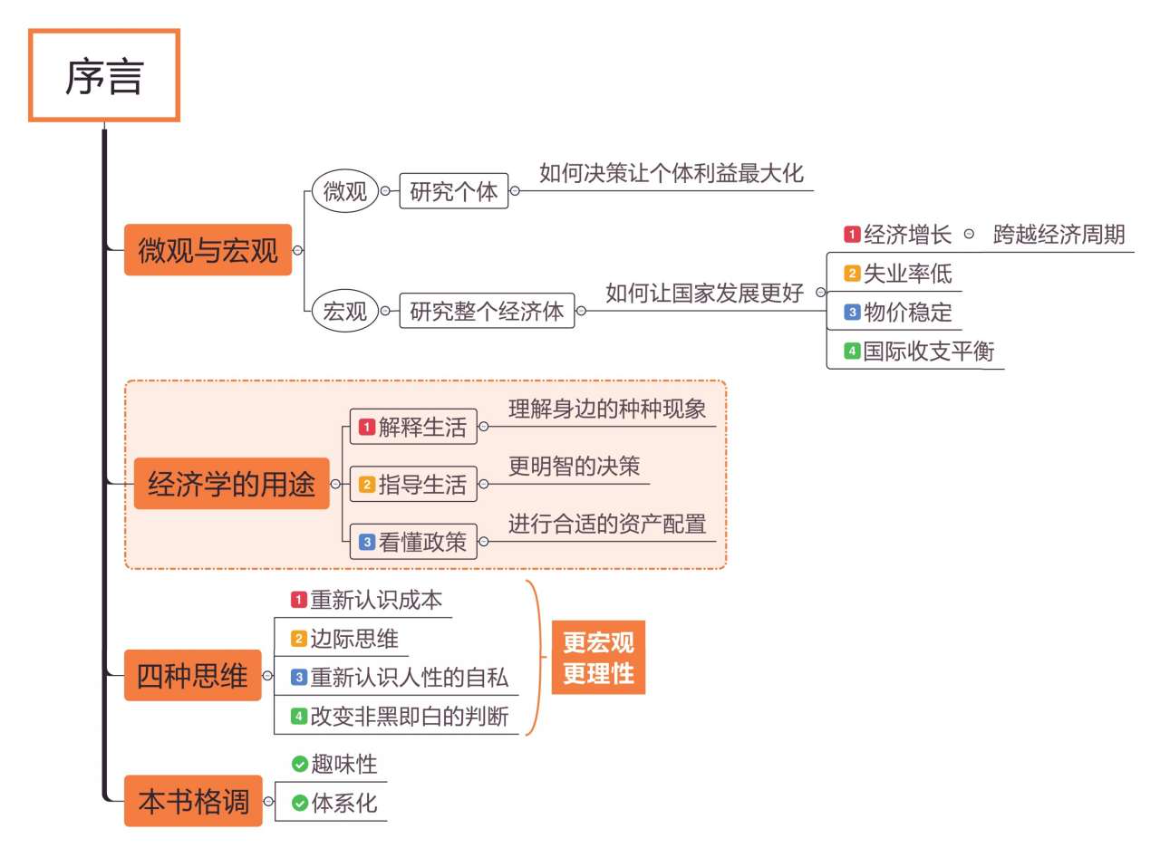 序言
微观与宏观
微观
研究个体
如何决策让个体利益最大化
宏观
研究整个经济体
如何让国家发展更好
1 经济增长
跨越经济周期
2 失业率低
3 物价稳定
4 国际收支平衡
经济学的用途
1 解释生活
理解身边的种种现象
2 指导生活
更明智的决策
3 看懂政策
进行合适的资产配置
四种思维
1 重新认识成本
2 边际思维
3 重新认识人性的自私
4 改变非黑即白的判断
更宏观
更理性
本书格调
趣味性
体系化